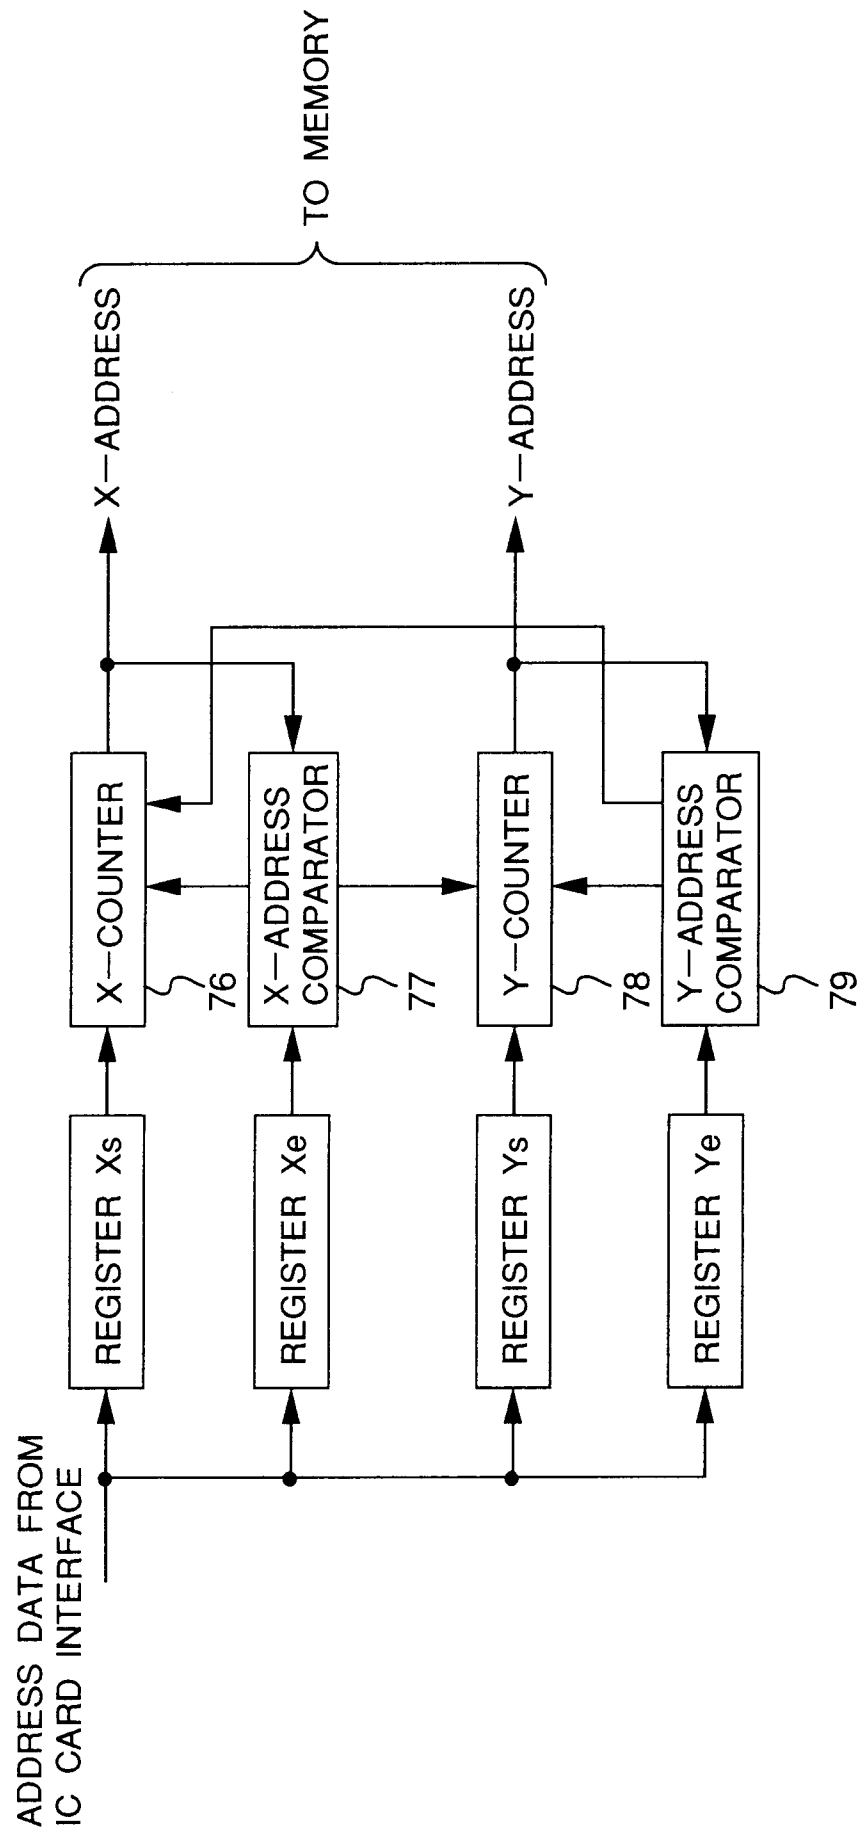 ADDRESS DATA FROM
IC CARD INTERFACE
REGISTER Xs
REGISTER Xe
REGISTER Ys
REGISTER Ye
X—COUNTER
76
X—ADDRESS
COMPARATOR
77
Y—COUNTER
78
Y—ADDRESS
COMPARATOR
79
X—ADDRESS
Y—ADDRESS
TO MEMORY